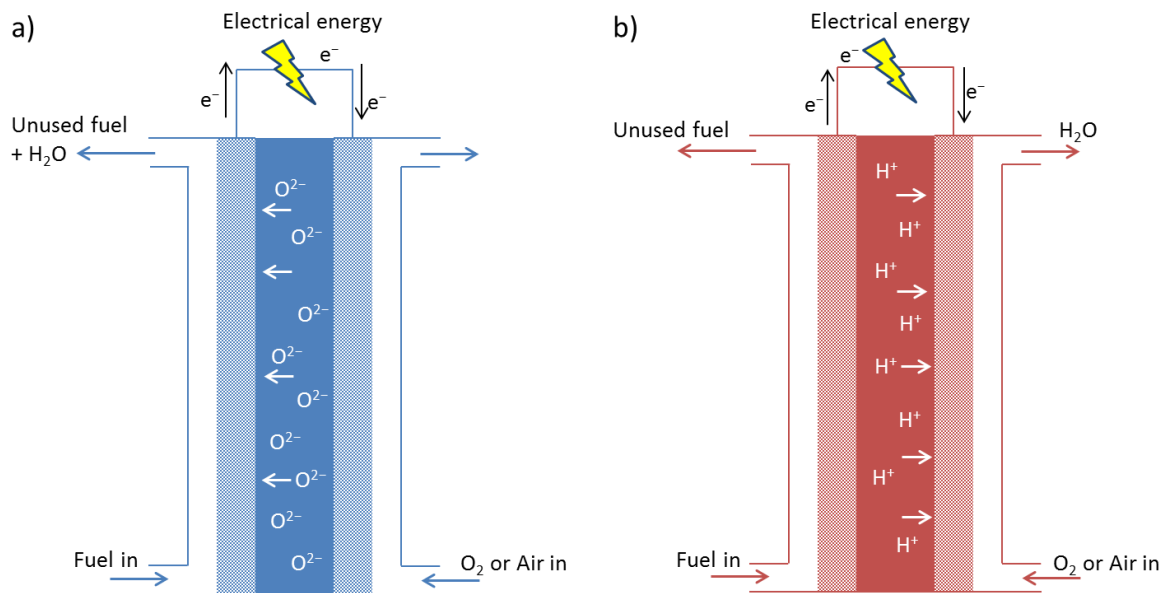 a)
Electrical energy
e⁻
e⁻
e⁻
Unused fuel
+ H₂O
O²⁻
O²⁻
O²⁻
O²⁻
O²⁻
O²⁻
O²⁻
O²⁻
O²⁻
Fuel in
O₂ or Air in
b)
Electrical energy
e⁻
e⁻
e⁻
Unused fuel
H₂O
H⁺
H⁺
H⁺
H⁺
H⁺
H⁺
H⁺
H⁺
H⁺
Fuel in
O₂ or Air in